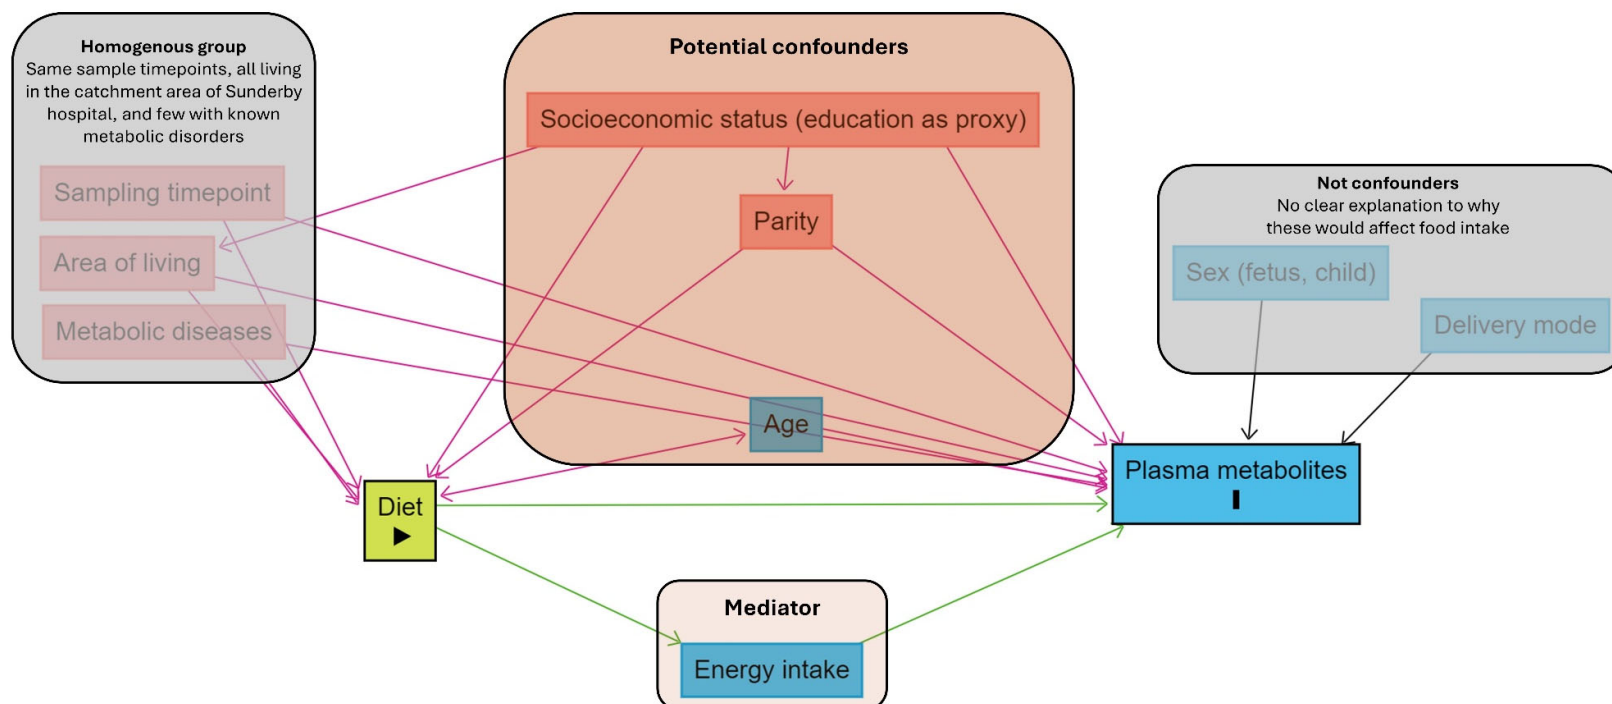 Homogenous group
Same sample timepoints, all living
in the catchment area of Sunderby
hospital, and few with known
metabolic disorders
Sampling timepoint
Area of living
Metabolic diseases
Potential confounders
Socioeconomic status (education as proxy)
Parity
Age
Not confounders
No clear explanation to why
these would affect food intake
Sex (fetus, child)
Delivery mode
Diet
Plasma metabolites
Mediator
Energy intake